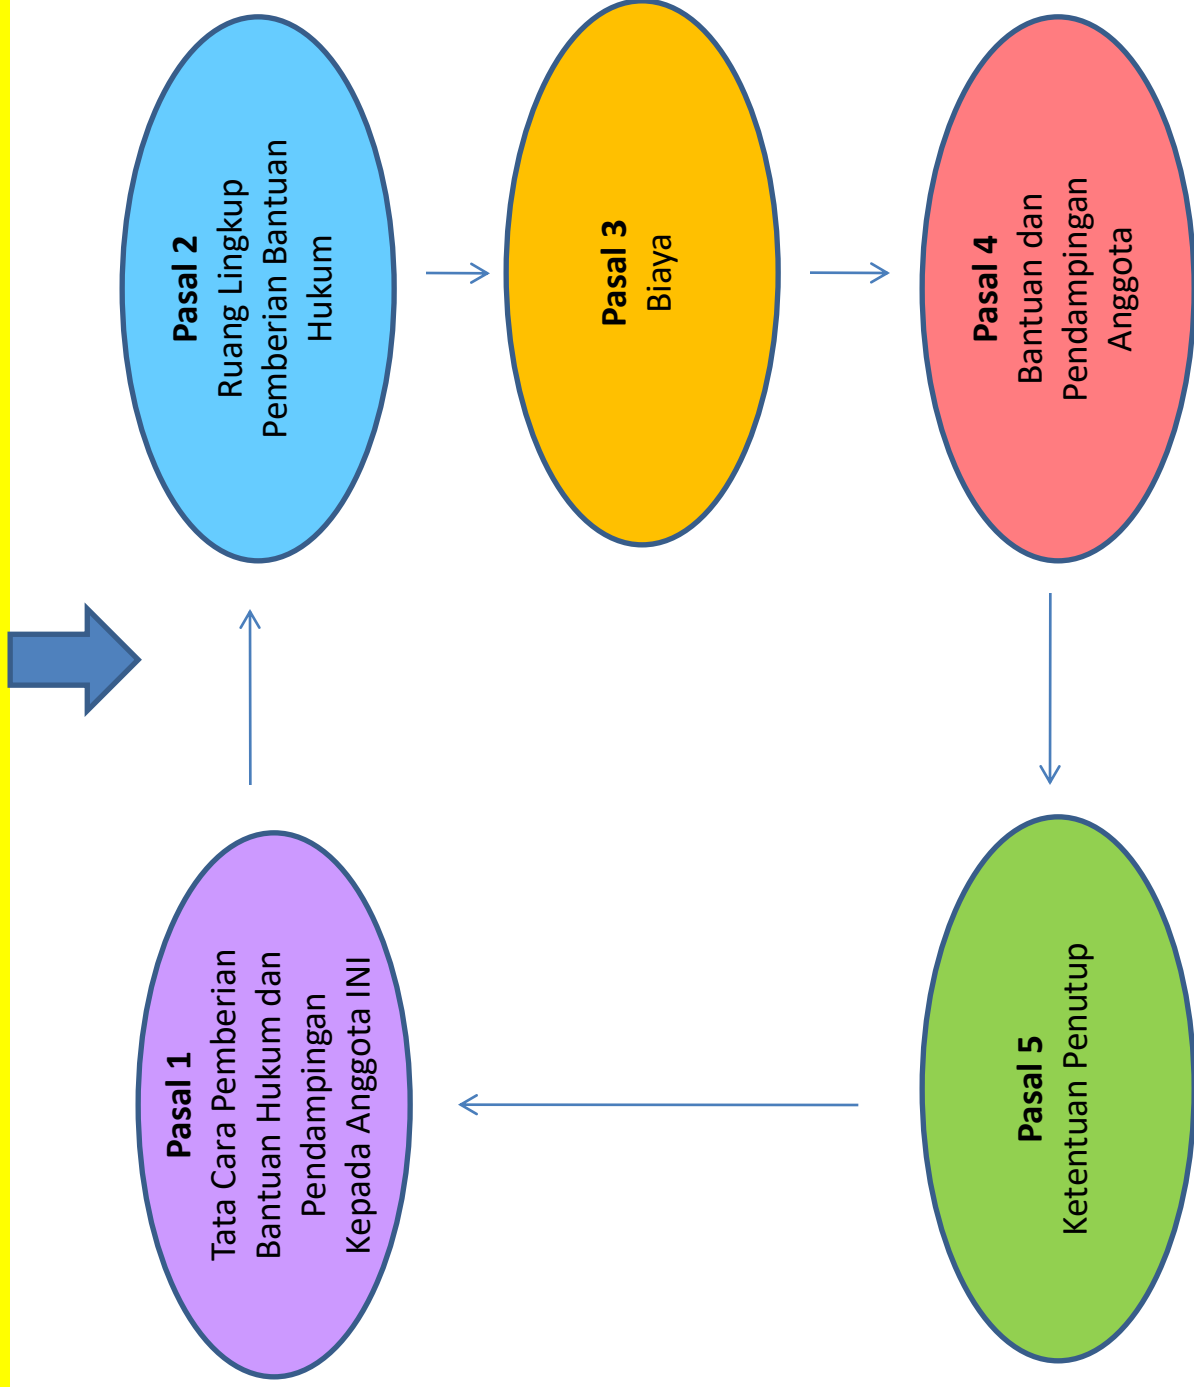 Pasal 1
Tata Cara Pemberian
Bantuan Hukum dan
Pendampingan
Kepada Anggota INI
Pasal 2
Ruang Lingkup
Pemberian Bantuan
Hukum
Pasal 3
Biaya
Pasal 4
Bantuan dan
Pendampingan
Anggota
Pasal 5
Ketentuan Penutup